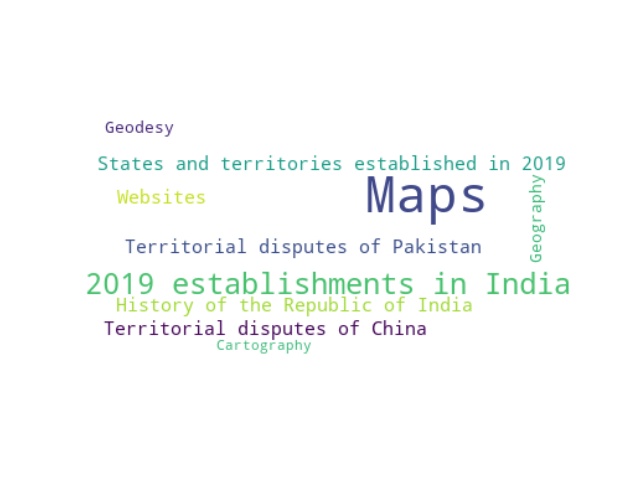 Geodesy
States and territories established in 2019
Websites
Maps
Geography
Territorial disputes of Pakistan
2019 establishments in India
History of the Republic of India
Territorial disputes of China
Cartography